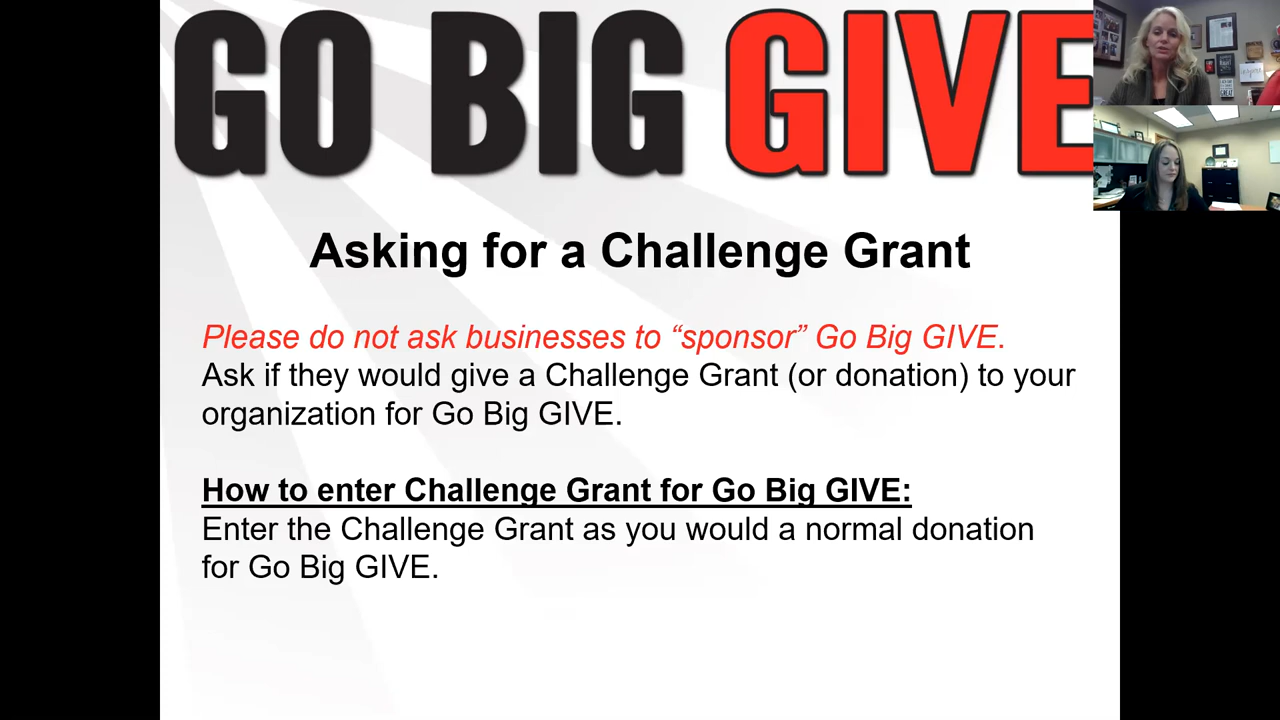 GO BIG GIVE
Asking for a Challenge Grant
Please do not ask businesses to “sponsor” Go Big GIVE.
Ask if they would give a Challenge Grant (or donation) to your
organization for Go Big GIVE.
How to enter Challenge Grant for Go Big GIVE:
Enter the Challenge Grant as you would a normal donation
for Go Big GIVE.